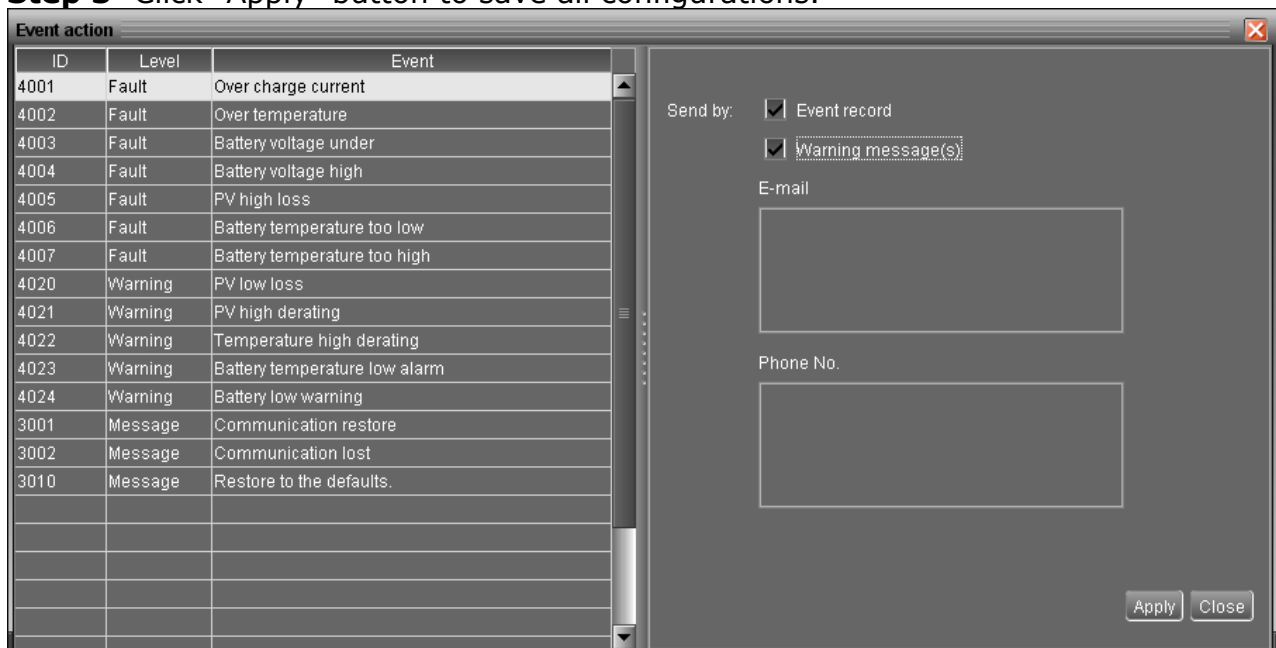 Step 3 Click "Apply" button to save all configurations.
Event action
ID Level Event
4001 Fault Over charge current
4002 Fault Over temperature
4003 Fault Battery voltage under
4004 Fault Battery voltage high
4005 Fault PV high loss
4006 Fault Battery temperature too low
4007 Fault Battery temperature too high
4020 Warning PV low loss
4021 Warning PV high derating
4022 Warning Temperature high derating
4023 Warning Battery temperature low alarm
4024 Warning Battery low warning
3001 Message Communication restore
3002 Message Communication lost
3010 Message Restore to the defaults.
Send by: Event record
Warning message(s)
E-mail
Phone No.
Apply Close